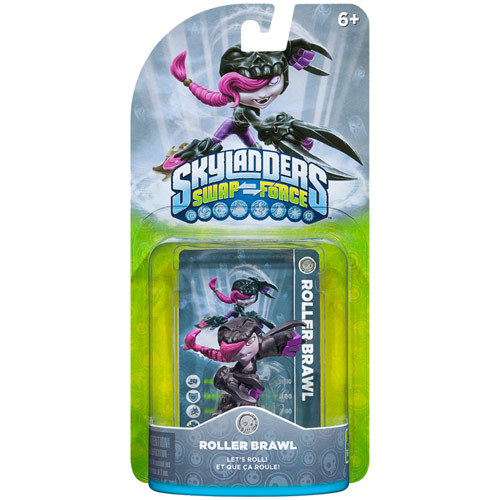 6+
SKYLANDERS
SWAP FORCE
ROLLER BRAWL
ROLLER BRAWL
LET'S ROLL!
ET QUE ÇA ROULE!